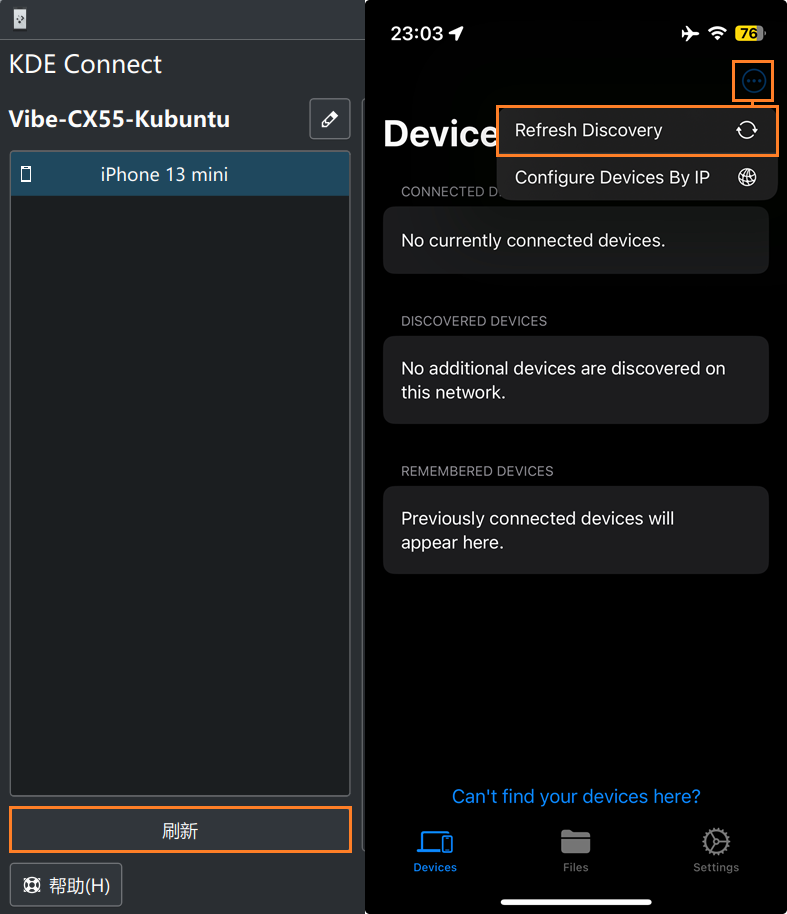 KDE Connect
Vibe-CX55-Kubuntu
iPhone 13 mini
刷新
帮助(H)
23:03
76
Device
Refresh Discovery
Configure Devices By IP
CONNECTED D
No currently connected devices.
DISCOVERED DEVICES
No additional devices are discovered on
this network.
REMEMBERED DEVICES
Previously connected devices will
appear here.
Can't find your devices here?
Devices
Files
Settings